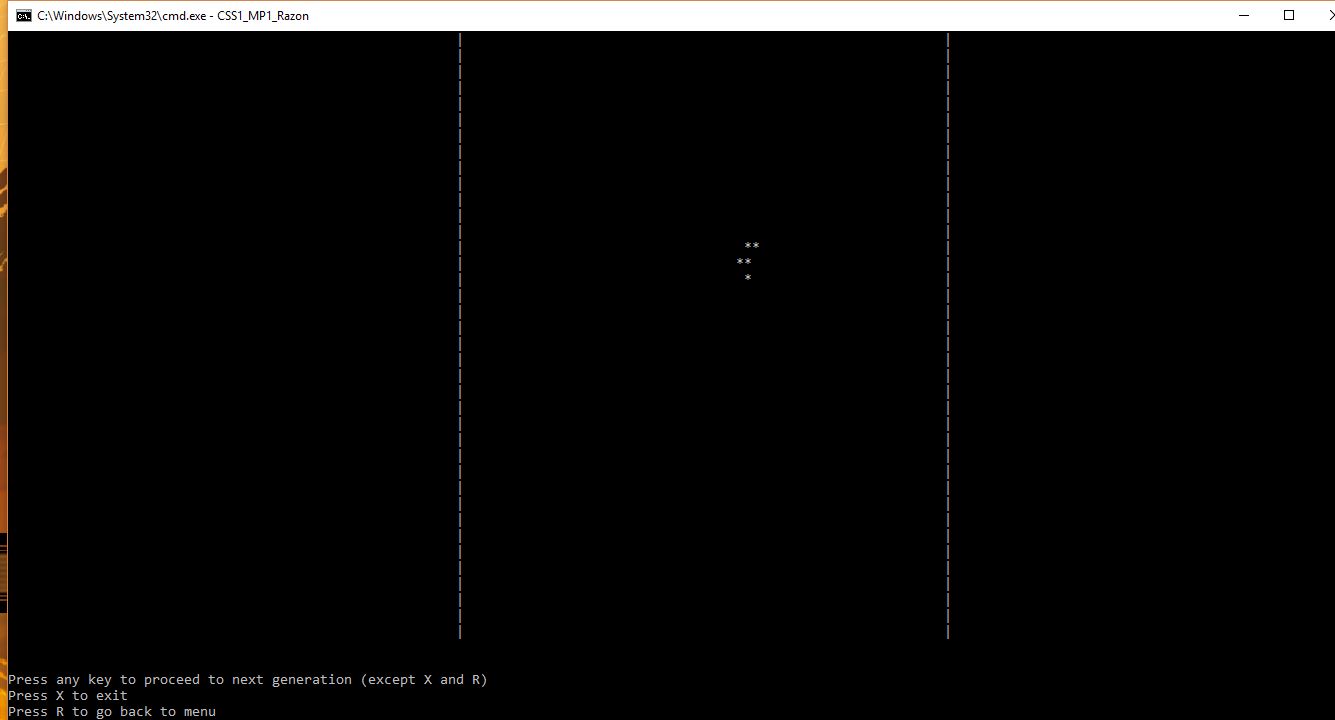 C:\Windows\System32\cmd.exe - CSS1_MP1_Razon
**
**
*
Press any key to proceed to next generation (except X and R)
Press X to exit
Press R to go back to menu